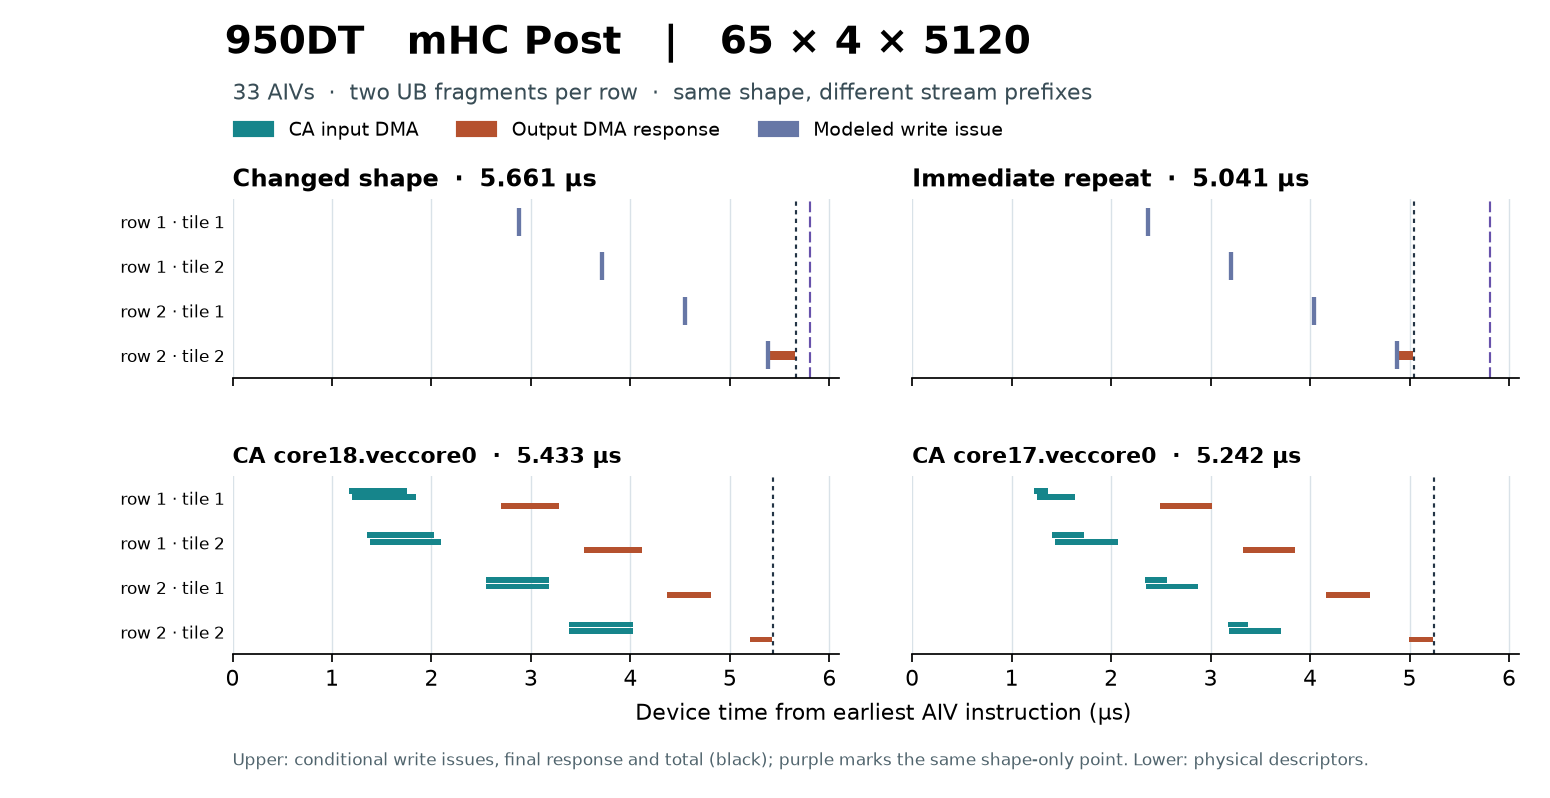 950DT   mHC Post   |   65 × 4 × 5120
33 AIVs  ·  two UB fragments per row  ·  same shape, different stream prefixes
CA input DMA   Output DMA response   Modeled write issue
Changed shape  ·  5.661 µs
row 1 · tile 1
row 1 · tile 2
row 2 · tile 1
row 2 · tile 2
Immediate repeat  ·  5.041 µs
CA core18.veccore0  ·  5.433 µs
row 1 · tile 1
row 1 · tile 2
row 2 · tile 1
row 2 · tile 2
0 1 2 3 4 5 6
CA core17.veccore0  ·  5.242 µs
0 1 2 3 4 5 6
Device time from earliest AIV instruction (µs)
Upper: conditional write issues, final response and total (black); purple marks the same shape-only point. Lower: physical descriptors.